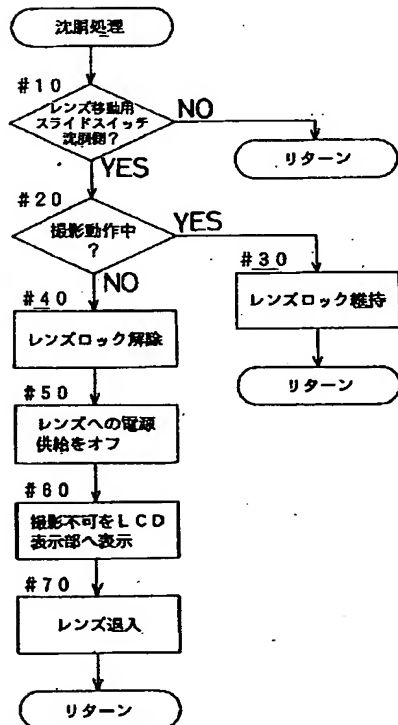 沈胴処理
#10
レンズ移動用
スライドスイッチ
沈胴側?
NO
リターン
YES
#20
撮影動作中
?
YES
#30
レンズロック維持
リターン
NO
#40
レンズロック解除
#50
レンズへの電源
供給をオフ
#60
撮影不可をLCD
表示部へ表示
#70
レンズ退入
リターン